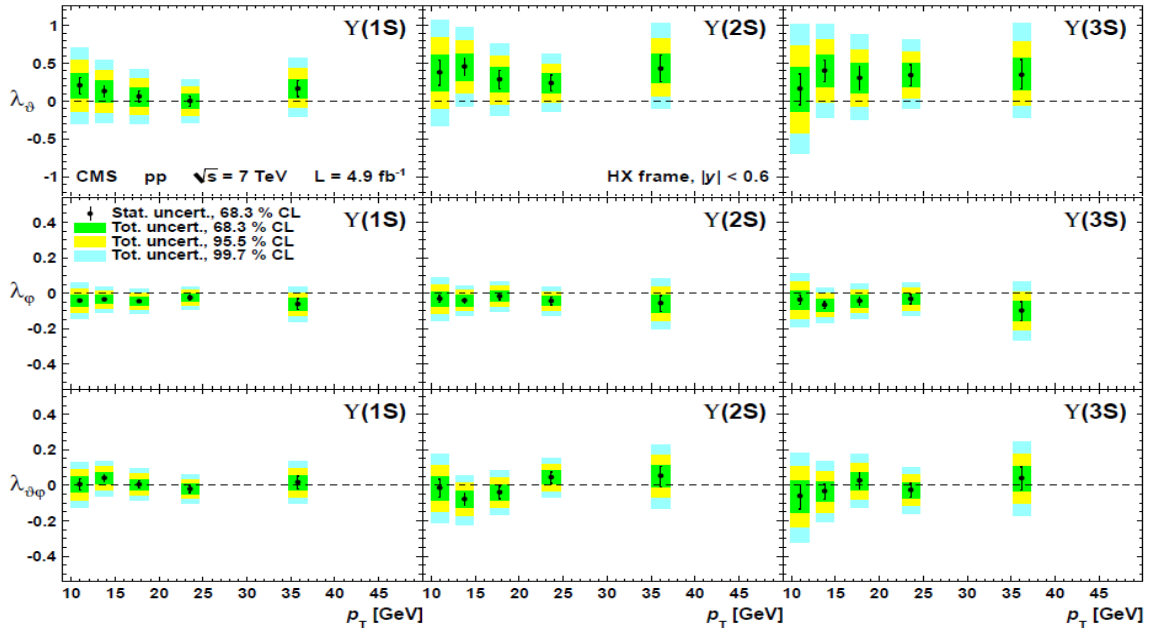 1
0.5
0
-0.5
-1
λϑ
ϒ(1S)
CMS pp √s = 7 TeV L = 4.9 fb-1
ϒ(2S)
HX frame, |y| < 0.6
ϒ(3S)
0.4
0.2
0
-0.2
-0.4
λφ
Stat. uncert., 68.3 % CL
Tot. uncert., 68.3 % CL
Tot. uncert., 95.5 % CL
Tot. uncert., 99.7 % CL
ϒ(1S)
ϒ(2S)
ϒ(3S)
0.4
0.2
0
-0.2
-0.4
λϑφ
ϒ(1S)
ϒ(2S)
ϒ(3S)
10 15 20 25 30 35 40 45
10 15 20 25 30 35 40 45
10 15 20 25 30 35 40 45
pT [GeV]
pT [GeV]
pT [GeV]